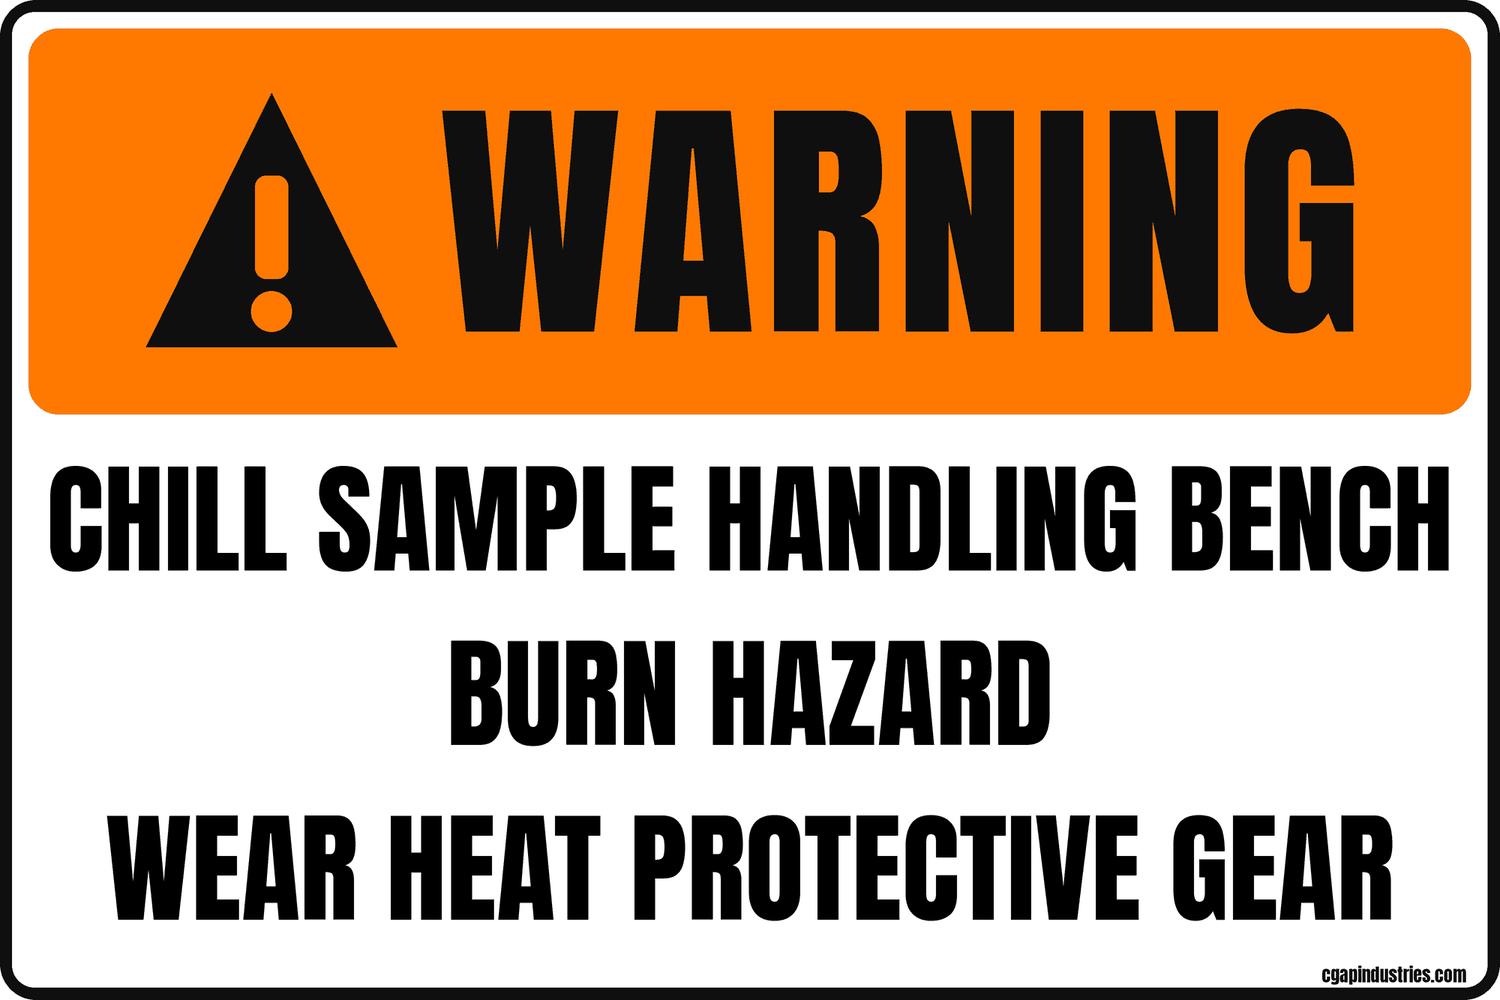 WARNING
CHILL SAMPLE HANDLING BENCH
BURN HAZARD
WEAR HEAT PROTECTIVE GEAR
cgapindustries.com